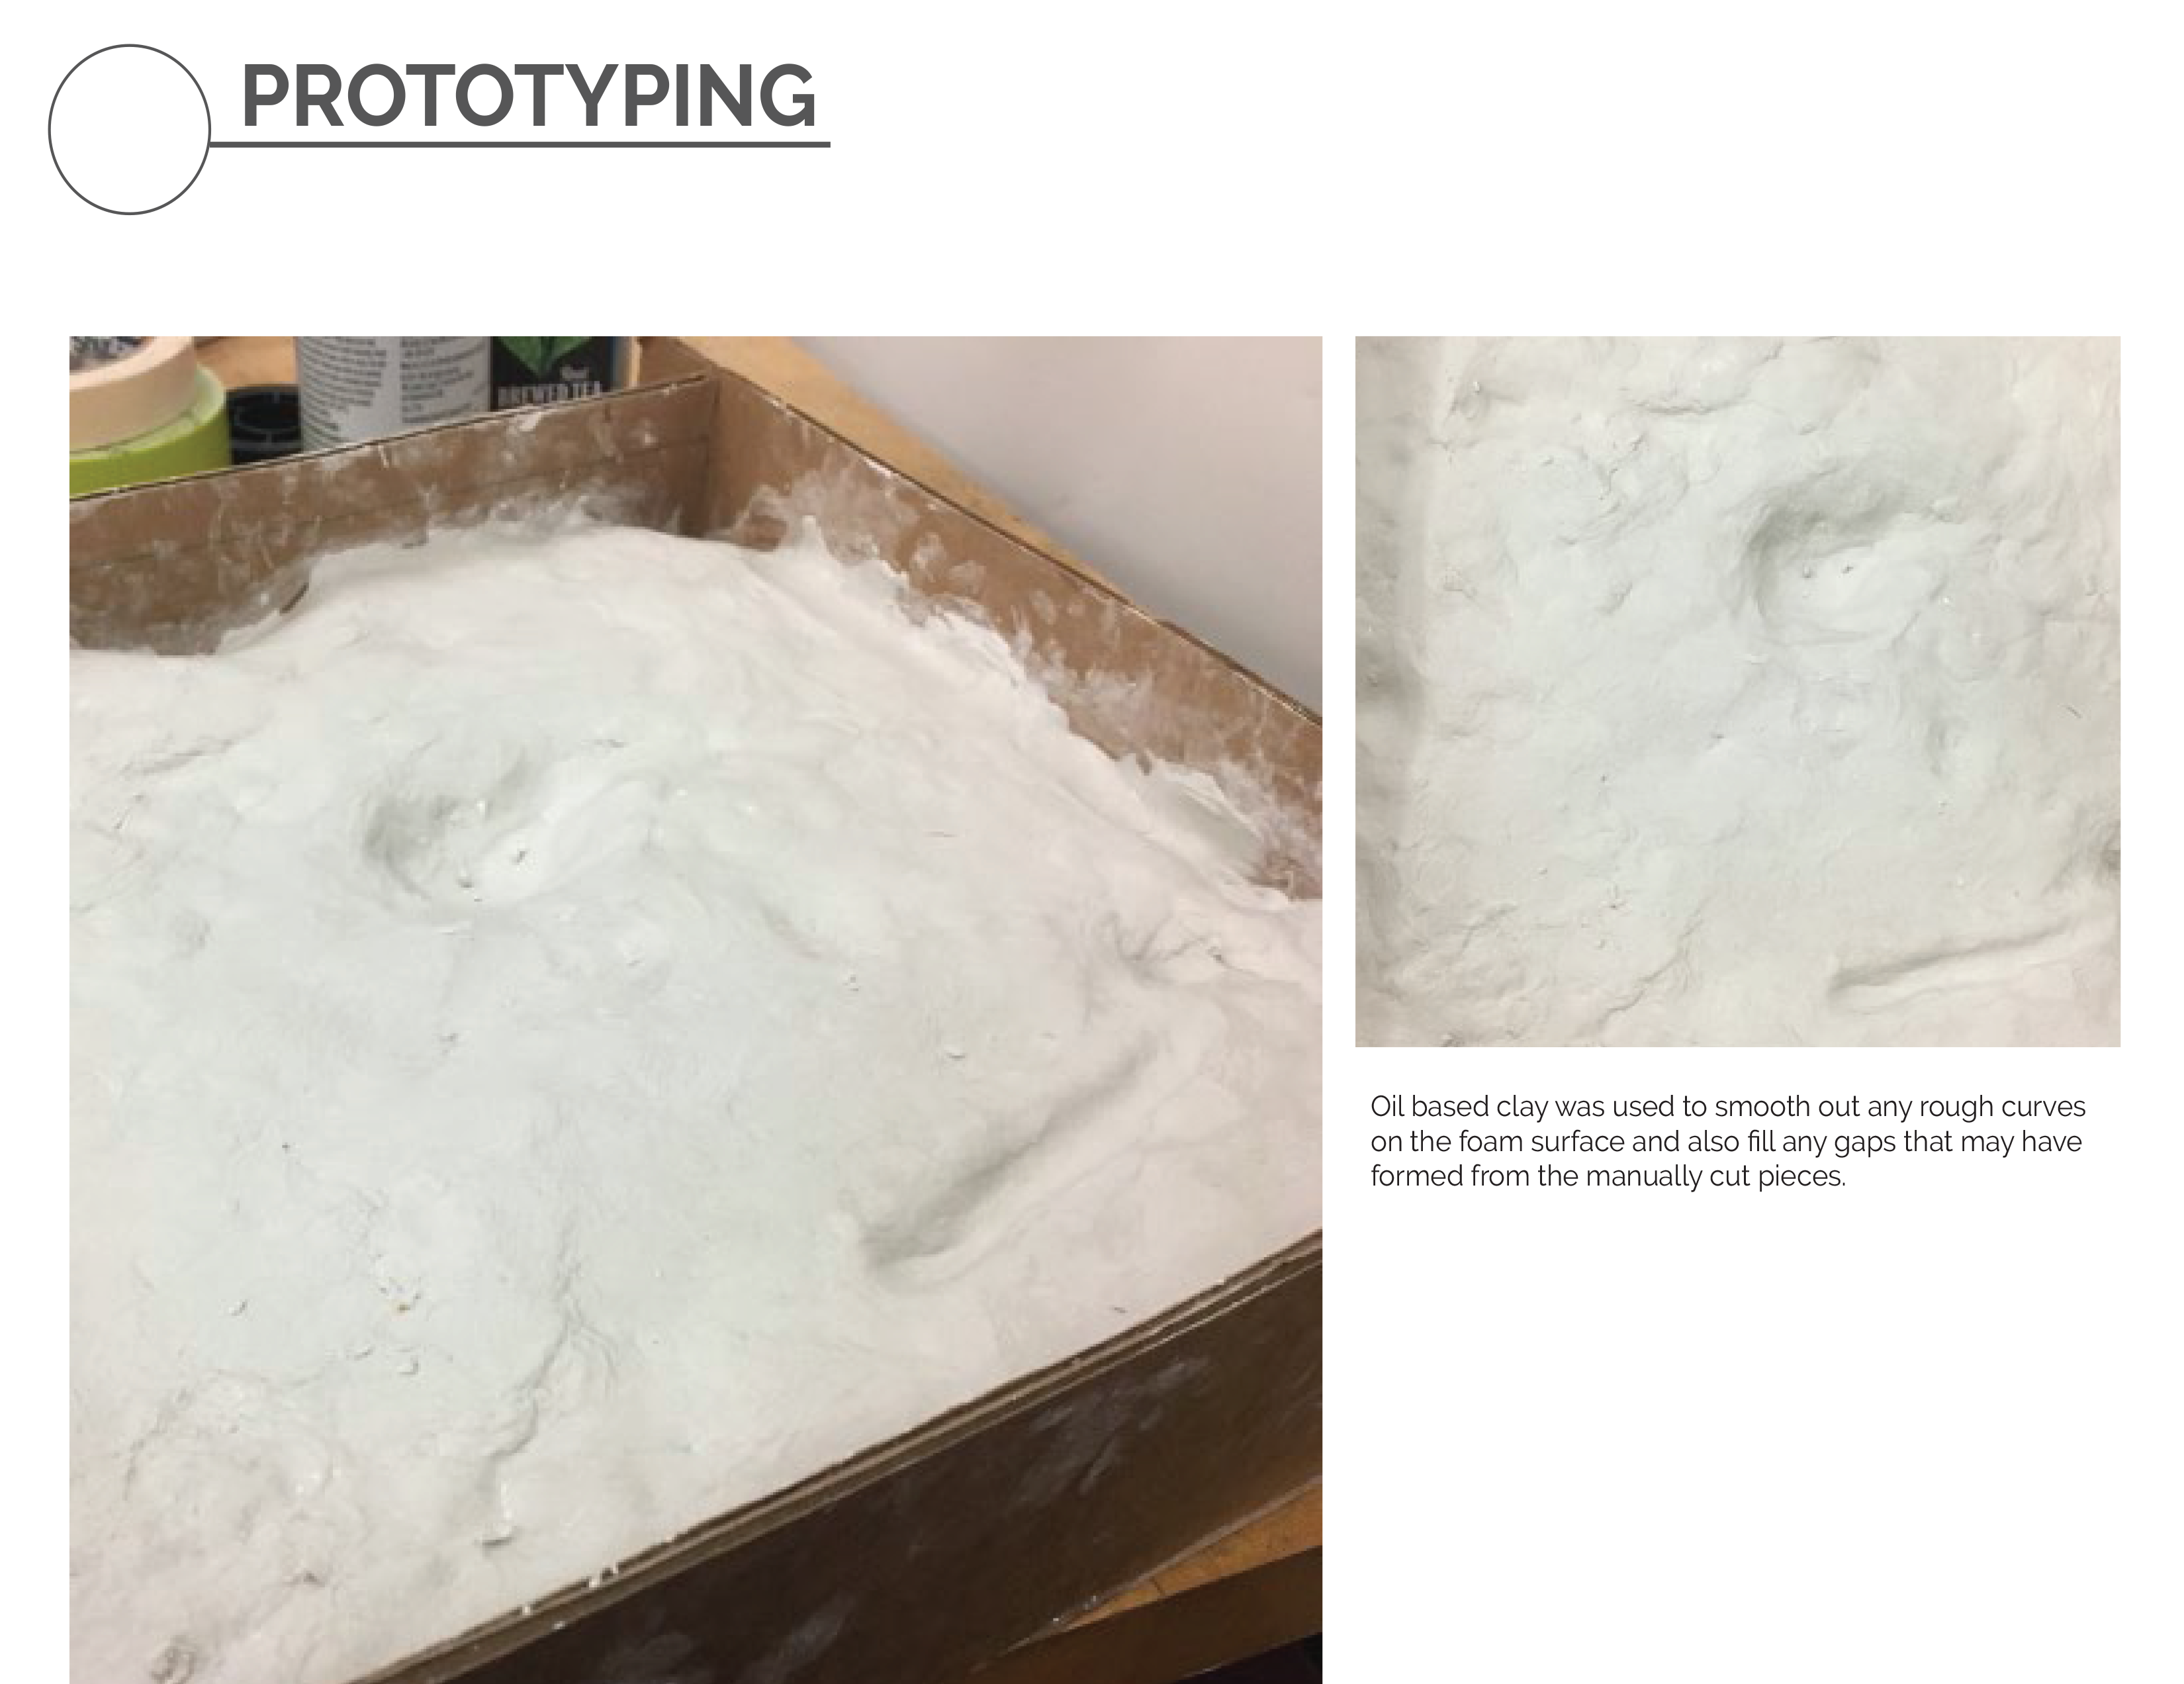 PROTOTYPING
BREWED TEA
Oil based clay was used to smooth out any rough curves
on the foam surface and also fill any gaps that may have
formed from the manually cut pieces.